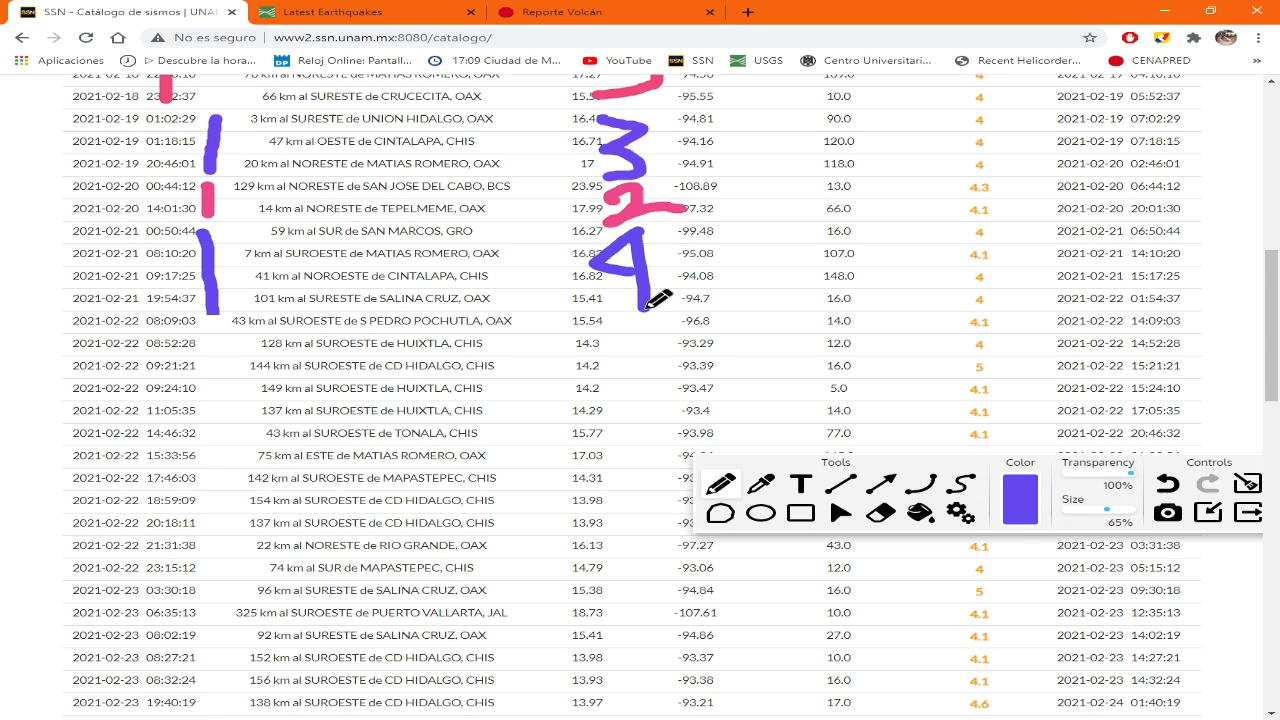 SSN - Catálogo de sismos | UNA
Latest Earthquakes
Reporte Volcán
No es seguro | www2.ssn.unam.mx:8080/catalogo/
Aplicaciones
▷ Descubre la hora...
DP Reloj Online: Pantall...
17:09 Ciudad de M...
YouTube
SSN SSN
USGS
Centro Universitari...
Recent Helicorder...
CENAPRED
»
2021-02-18 23: 2:37 66 km al SURESTE de CRUCECITA, OAX 15.5 -95.55 10.0 4 2021-02-19 05:52:37
2021-02-19 01:02:29 3 km al SURESTE de UNION HIDALGO, OAX 16.4 -94.81 90.0 4 2021-02-19 07:02:29
2021-02-19 01:18:15 47 km al OESTE de CINTALAPA, CHIS 16.71 -94.16 120.0 4 2021-02-19 07:18:15
2021-02-19 20:46:01 20 km al NORESTE de MATIAS ROMERO, OAX 17 -94.91 118.0 4 2021-02-19 02:46:01
2021-02-20 00:44:12 129 km al NORESTE de SAN JOSE DEL CABO, BCS 23.95 -108.89 13.0 4.3 2021-02-20 06:44:12
2021-02-20 14:01:30 14 km al NORESTE de TEPELMEME, OAX 17.99 97.32 66.0 4.1 2021-02-20 20:01:30
2021-02-21 00:50:44 59 km al SUR de SAN MARCOS, GRO 16.27 -99.48 16.0 4 2021-02-21 06:50:44
2021-02-21 08:10:20 7 km al SUROESTE de MATIAS ROMERO, OAX 16.8 -95.08 107.0 4.1 2021-02-21 14:10:20
2021-02-21 09:17:25 41 km al NOROESTE de CINTALAPA, CHIS 16.82 -94.08 148.0 4 2021-02-21 15:17:25
2021-02-21 19:54:37 101 km al SURESTE de SALINA CRUZ, OAX 15.41 -94.7 16.0 4 2021-02-21 01:54:37
2021-02-22 08:09:03 43 km al UROESTE de S PEDRO POCHUTLA, OAX 15.54 -96.8 14.0 4.1 2021-02-22 14:09:03
2021-02-22 08:52:28 128 km al SUROESTE de HUIXTLA, CHIS 14.3 -93.29 12.0 4 2021-02-22 14:52:28
2021-02-22 09:21:21 144 km al SUROESTE de CD HIDALGO, CHIS 14.2 -93.39 16.0 5 2021-02-22 15:21:21
2021-02-22 09:24:10 149 km al SUROESTE de HUIXTLA, CHIS 14.2 -93.47 5.0 4.1 2021-02-22 15:24:10
2021-02-22 11:05:35 137 km al SUROESTE de HUIXTLA, CHIS 14.29 -93.4 14.0 4.1 2021-02-22 17:05:35
2021-02-22 14:46:32 43 km al SUROESTE de TONALA, CHIS 15.77 -93.98 77.0 4.1 2021-02-22 20:46:32
2021-02-22 15:33:56 75 km al ESTE de MATIAS ROMERO, OAX 17.03
2021-02-22 17:46:03 142 km al SUROESTE de MAPASTEPEC, CHIS 14.31
2021-02-22 18:59:09 154 km al SUROESTE de CD HIDALGO, CHIS 13.98
2021-02-22 20:18:11 137 km al SUROESTE de CD HIDALGO, CHIS 13.93
2021-02-22 21:31:38 22 km al NORESTE de RIO GRANDE, OAX 16.13 -97.27 43.0 4.1 2021-02-23 03:31:38
2021-02-22 23:15:12 74 km al SUR de MAPASTEPEC, CHIS 14.79 -93.06 12.0 4 2021-02-23 05:15:12
2021-02-23 03:30:18 96 km al SURESTE de SALINA CRUZ, OAX 15.38 -94.84 16.0 5 2021-02-23 09:30:18
2021-02-23 06:35:13 325 km al SUROESTE de PUERTO VALLARTA, JAL 18.73 -107.61 10.0 4.1 2021-02-23 12:35:13
2021-02-23 08:02:19 92 km al SURESTE de SALINA CRUZ, OAX 15.41 -94.86 27.0 4.1 2021-02-23 14:02:19
2021-02-23 08:27:21 152 km al SUROESTE de CD HIDALGO, CHIS 13.98 -93.37 10.0 4.1 2021-02-23 14:27:21
2021-02-23 08:32:24 156 km al SUROESTE de CD HIDALGO, CHIS 13.93 -93.38 16.0 4.1 2021-02-23 14:32:24
2021-02-23 19:40:19 138 km al SUROESTE de CD HIDALGO, CHIS 13.97 -93.21 17.0 4.6 2021-02-24 01:40:19
3
2
4
Tools Color Transparency Controls
100%
Size
65%
T